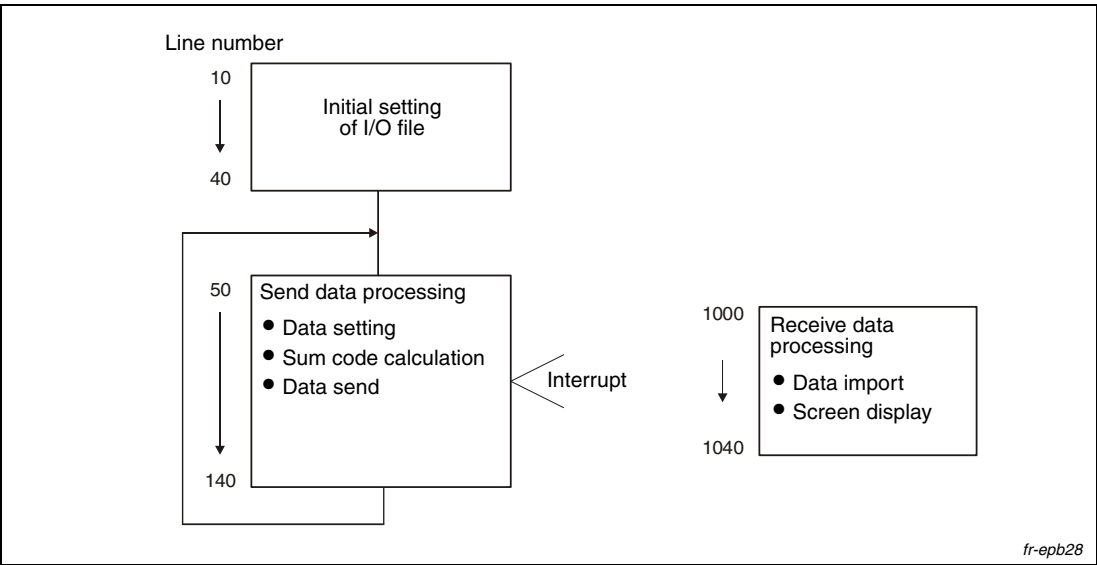 Line number
10
Initial setting
of I/O file
40
50
Send data processing
● Data setting
● Sum code calculation
● Data send
140
Interrupt
1000
Receive data
processing
● Data import
● Screen display
1040
fr-epb28